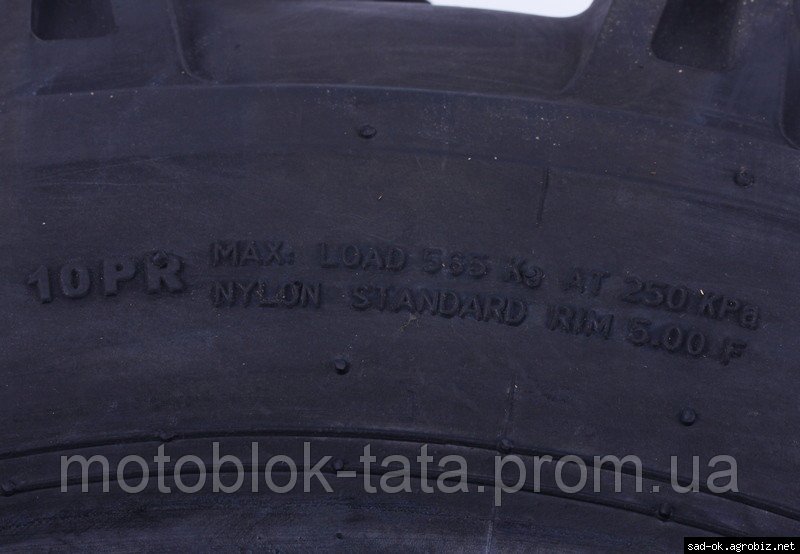 10PR
MAX. LOAD 565 Kg AT 250 KPa
NYLON STANDARD RIM 5.00 F
motoblok-tata.prom.ua
sad-ok.agrobiz.net